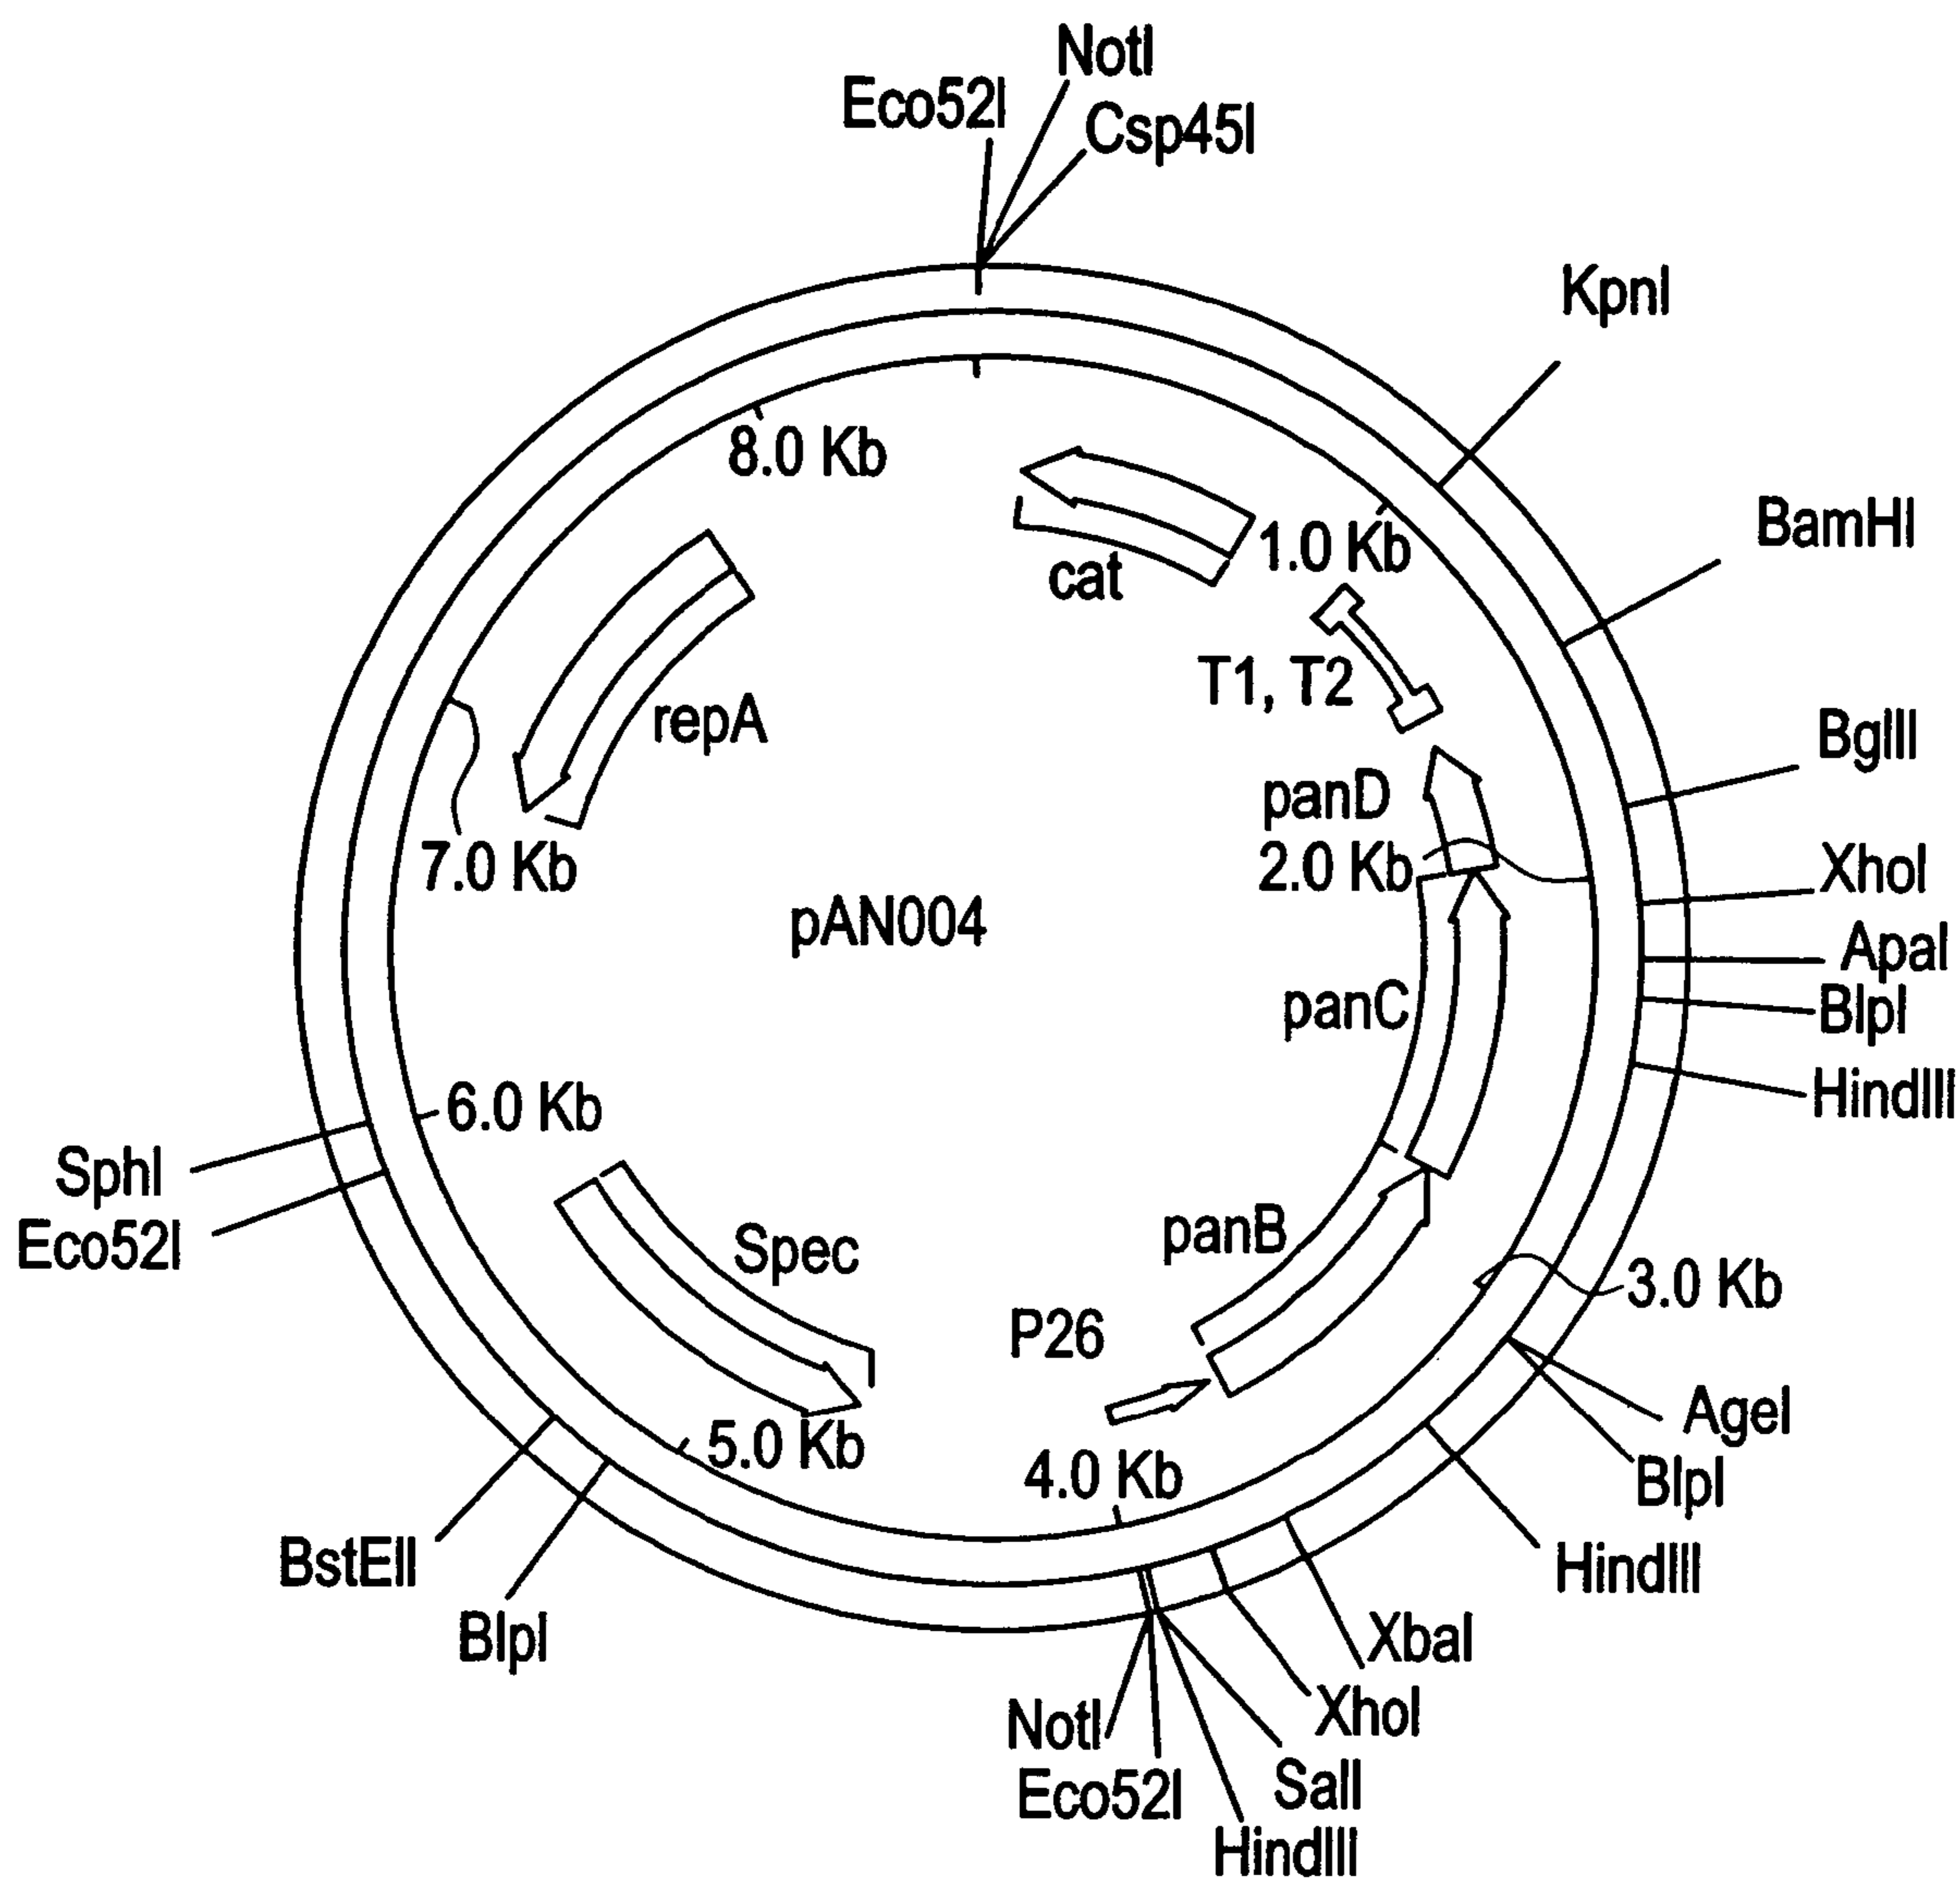 NotI
Eco52I
Csp45I
KpnI
8.0 Kb
BamHI
1.0 Kb
cat
T1, T2
repA
BglII
panD
7.0 Kb
2.0 Kb
XhoI
pAN004
ApaI
panC
BlpI
HindIII
6.0 Kb
SphI
Eco52I
Spec
panB
3.0 Kb
P26
AgeI
5.0 Kb
4.0 Kb
BlpI
BstEII
HindIII
BlpI
XbaI
NotI
XhoI
Eco52I
SalI
HindIII